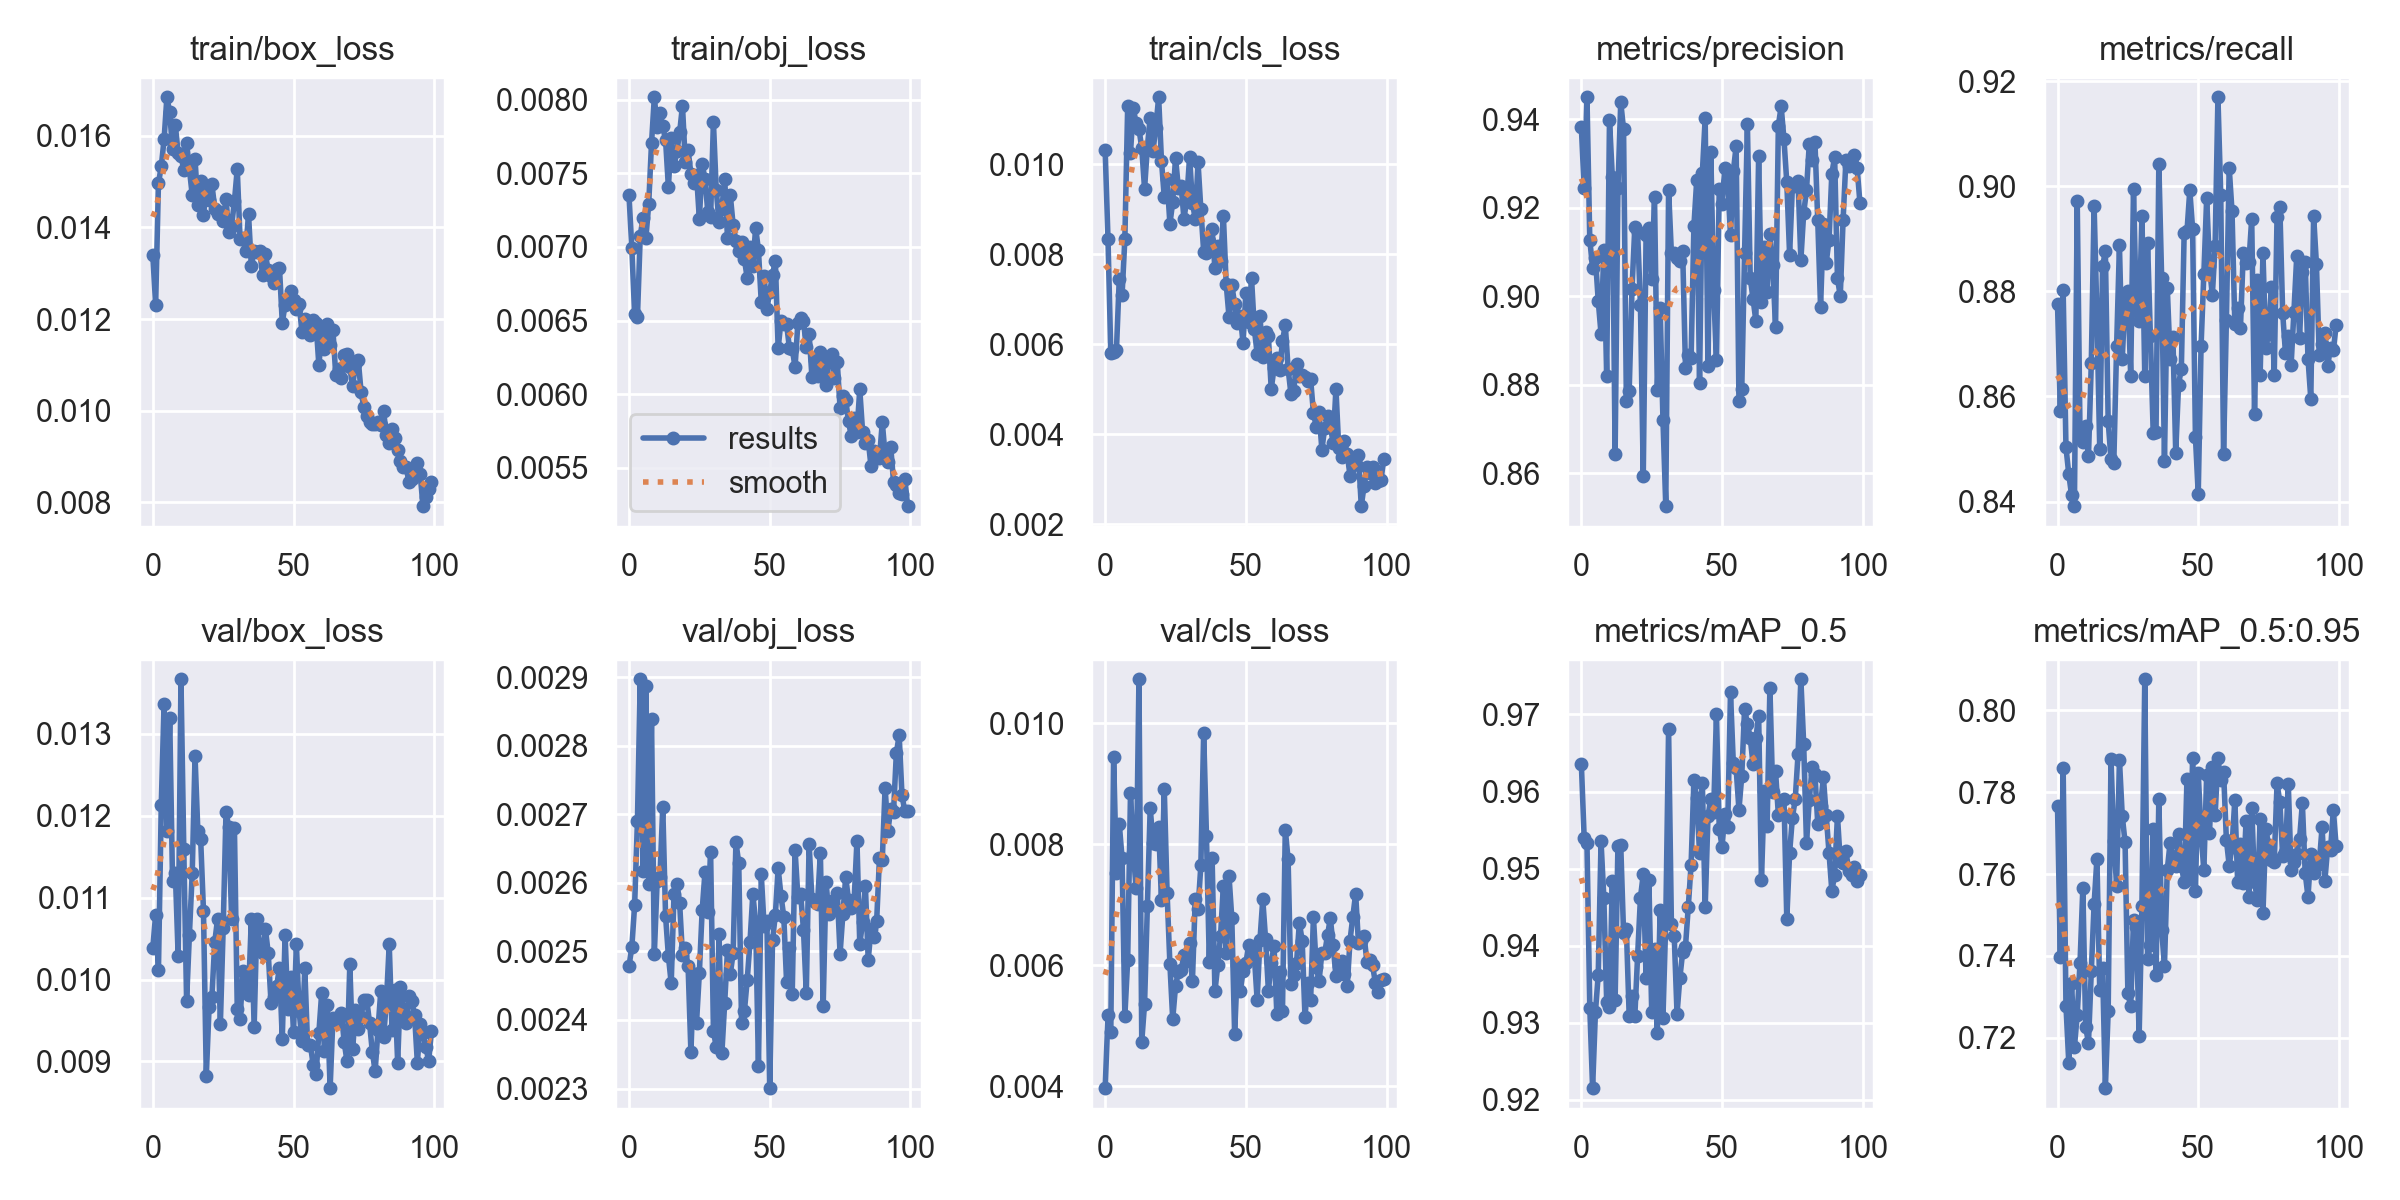 train/box_loss
0.016
0.014
0.012
0.010
0.008
0 50 100
train/obj_loss
0.0080
0.0075
0.0070
0.0065
0.0060
0.0055
results
smooth
0 50 100
train/cls_loss
0.010
0.008
0.006
0.004
0.002
0 50 100
metrics/precision
0.94
0.92
0.90
0.88
0.86
0 50 100
metrics/recall
0.92
0.90
0.88
0.86
0.84
0 50 100
val/box_loss
0.013
0.012
0.011
0.010
0.009
0 50 100
val/obj_loss
0.0029
0.0028
0.0027
0.0026
0.0025
0.0024
0.0023
0 50 100
val/cls_loss
0.010
0.008
0.006
0.004
0 50 100
metrics/mAP_0.5
0.97
0.96
0.95
0.94
0.93
0.92
0 50 100
metrics/mAP_0.5:0.95
0.80
0.78
0.76
0.74
0.72
0 50 100